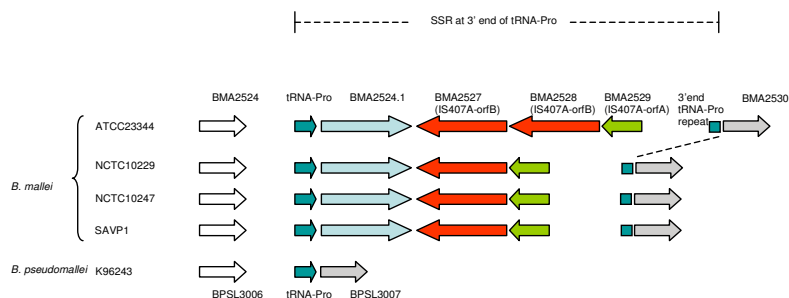 SSR at 3' end of tRNA-Pro
BMA2524 tRNA-Pro BMA2524.1 BMA2527 (IS407A-orfB) BMA2528 (IS407A-orfB) BMA2529 (IS407A-orfA) 3'end tRNA-Pro repeat BMA2530
ATCC23344
NCTC10229
B. mallei
NCTC10247
SAVP1
B. pseudomallei K96243
BPSL3006 tRNA-Pro BPSL3007